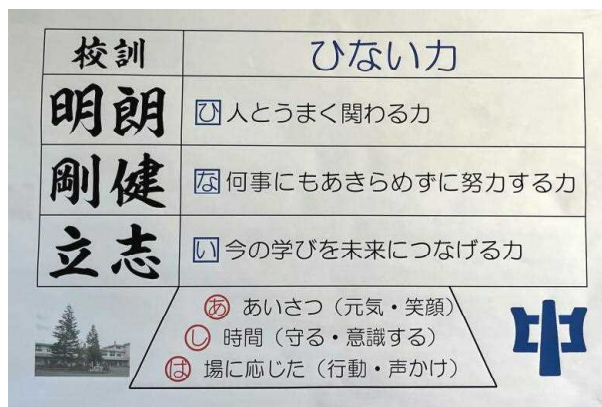 校訓 ひない力
明朗 ひ 人とうまく関わる力
剛健 な 何事にもあきらめずに努力する力
立志 い 今の学びを未来につなげる力
あ あいさつ（元気・笑顔）
し 時間（守る・意識する）
は 場に応じた（行動・声かけ）
中